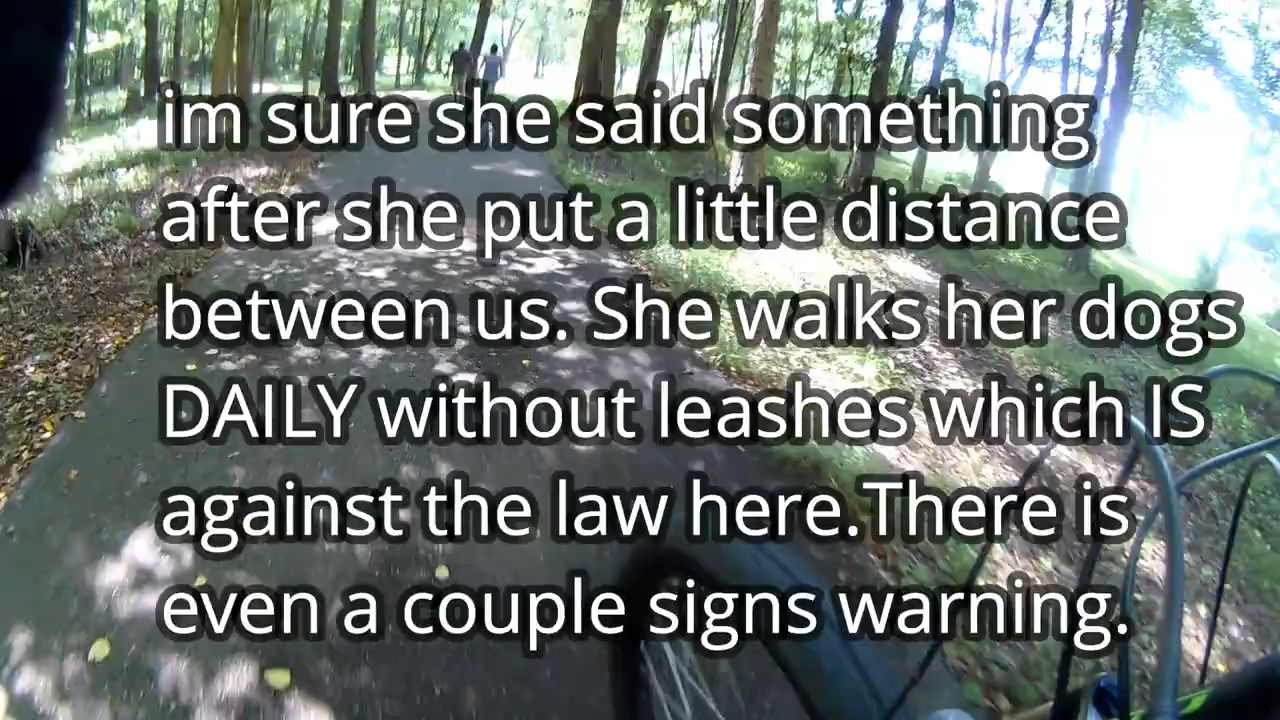 im sure she said something
after she put a little distance
between us. She walks her dogs
DAILY without leashes which IS
against the law here.There is
even a couple signs warning.